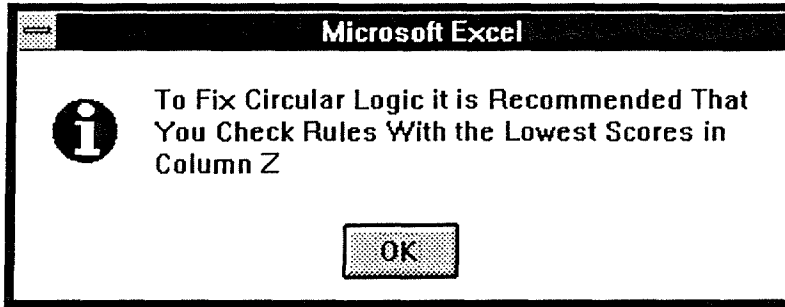 Microsoft Excel
To Fix Circular Logic it is Recommended That
You Check Rules With the Lowest Scores in
Column Z
OK